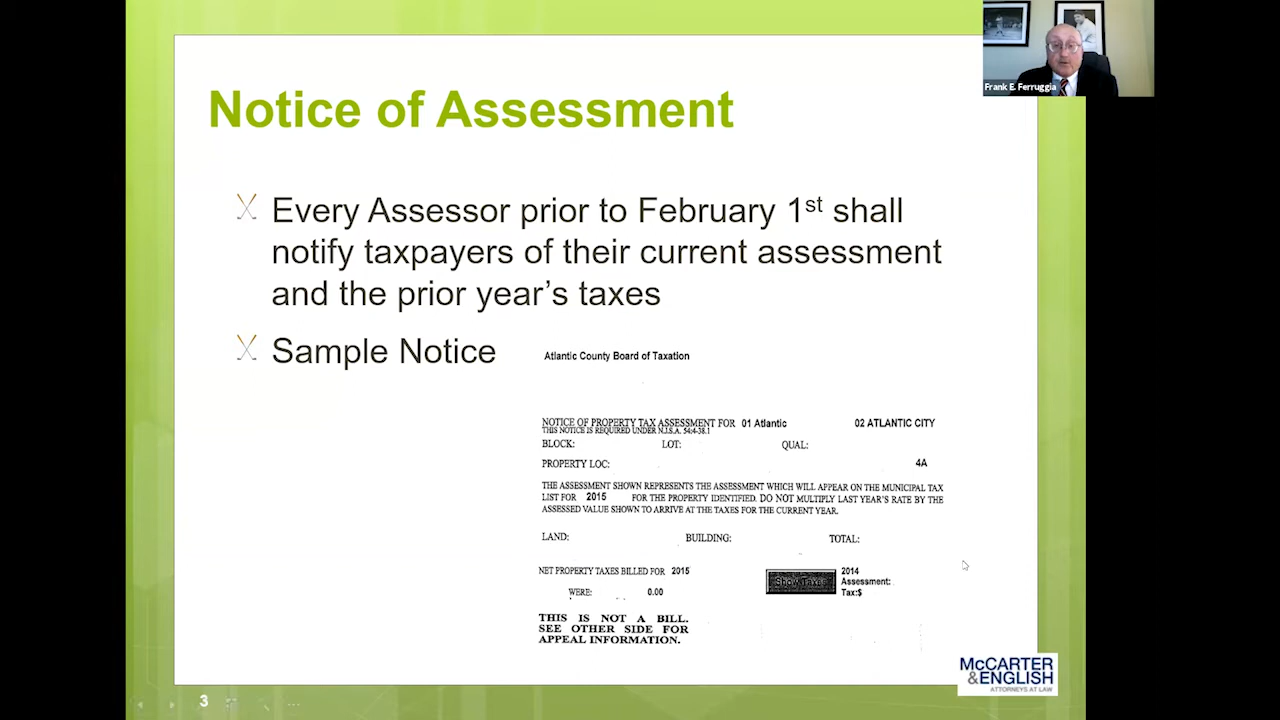 Frank E. Ferruggia
Notice of Assessment
Every Assessor prior to February 1st shall
notify taxpayers of their current assessment
and the prior year's taxes
Sample Notice
Atlantic County Board of Taxation
NOTICE OF PROPERTY TAX ASSESSMENT FOR 01 Atlantic 02 ATLANTIC CITY
THIS NOTICE IS REQUIRED UNDER N.J.S.A. 54:4-38.1
BLOCK: LOT: QUAL:
PROPERTY LOC: 4A
THE ASSESSMENT SHOWN REPRESENTS THE ASSESSMENT WHICH WILL APPEAR ON THE MUNICIPAL TAX
LIST FOR 2015 FOR THE PROPERTY IDENTIFIED. DO NOT MULTIPLY LAST YEAR'S RATE BY THE
ASSESSED VALUE SHOWN TO ARRIVE AT THE TAXES FOR THE CURRENT YEAR.
LAND: BUILDING: TOTAL:
NET PROPERTY TAXES BILLED FOR 2015
WERE: 0.00
Show Taxes
2014
Assessment:
Tax:$
THIS IS NOT A BILL.
SEE OTHER SIDE FOR
APPEAL INFORMATION.
McCARTER
&ENGLISH
ATTORNEYS AT LAW
3